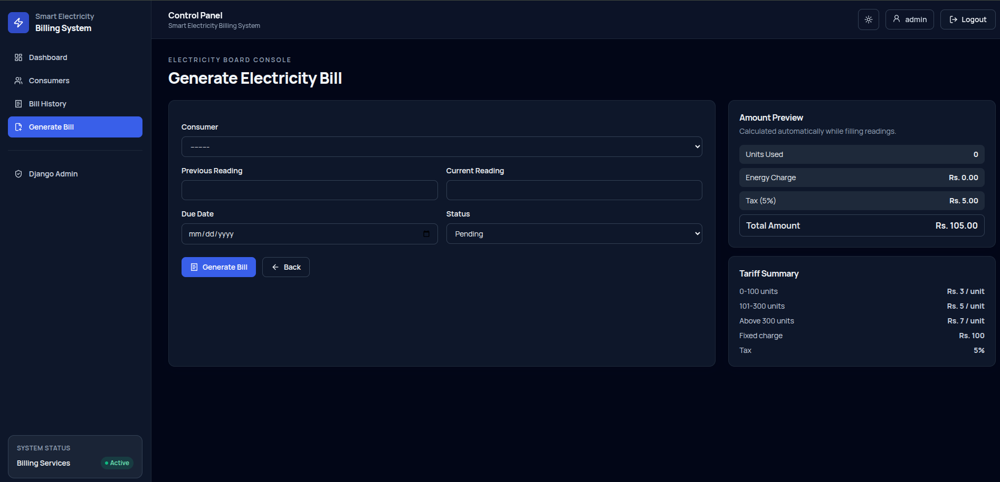 Smart Electricity
Billing System
Dashboard
Consumers
Bill History
Generate Bill
Django Admin
SYSTEM STATUS
Billing Services
Active
Control Panel
Smart Electricity Billing System
admin
Logout
ELECTRICITY BOARD CONSOLE
Generate Electricity Bill
Consumer
---------
Previous Reading
Current Reading
Due Date
mm/dd/yyyy
Status
Pending
Generate Bill
Back
Amount Preview
Calculated automatically while filling readings.
Units Used 0
Energy Charge Rs. 0.00
Tax (5%) Rs. 5.00
Total Amount Rs. 105.00
Tariff Summary
0-100 units Rs. 3 / unit
101-300 units Rs. 5 / unit
Above 300 units Rs. 7 / unit
Fixed charge Rs. 100
Tax 5%